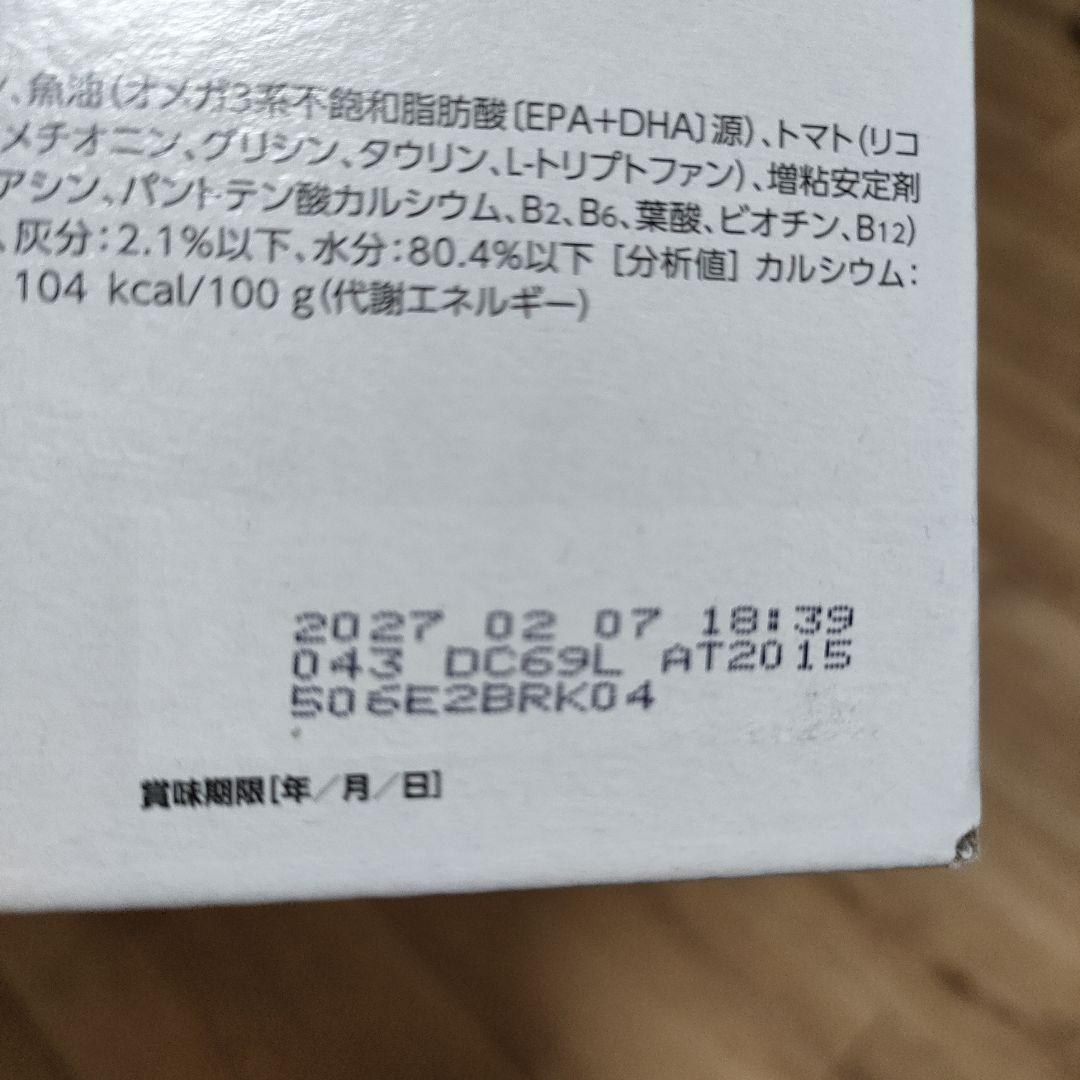 、魚油(オメガ3系不飽和脂肪酸〔EPA+DHA〕源)、トマト(リコ
メチオニン、グリシン、タウリン、L-トリプトファン)、増粘安定剤
アシン、パントテン酸カルシウム、B2、B6、葉酸、ビオチン、B12)
、灰分:2.1%以下、水分:80.4%以下 [分析値] カルシウム:
104 kcal/100 g(代謝エネルギー)
2027 02 07 18:39
043 DC69L AT2015
506E2BRK04
賞味期限[年/月/日]